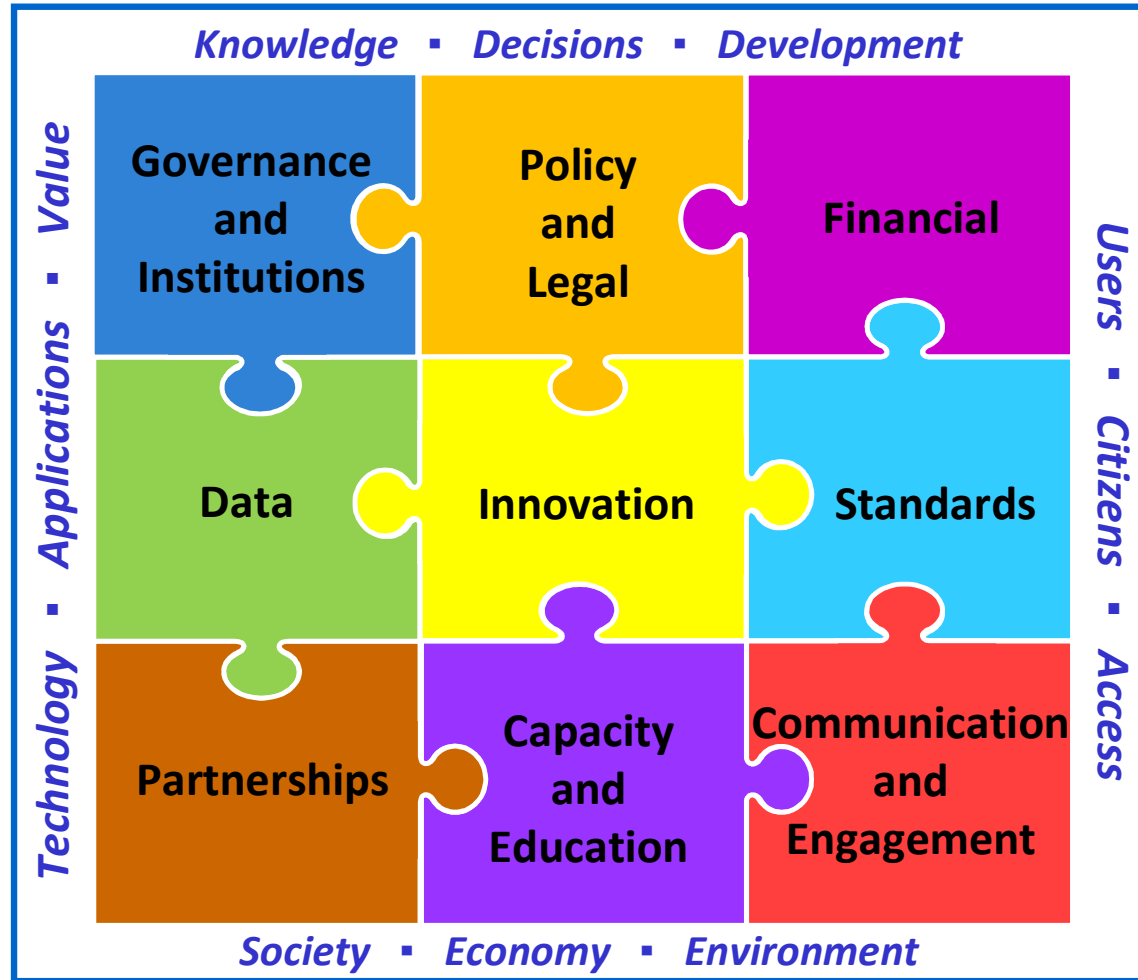 Knowledge ▪ Decisions ▪ Development
Technology ▪ Applications ▪ Value
Governance
and
Institutions
Policy
and
Legal
Financial
Data
Innovation
Standards
Partnerships
Capacity
and
Education
Communication
and
Engagement
Users ▪ Citizens ▪ Access
Society ▪ Economy ▪ Environment